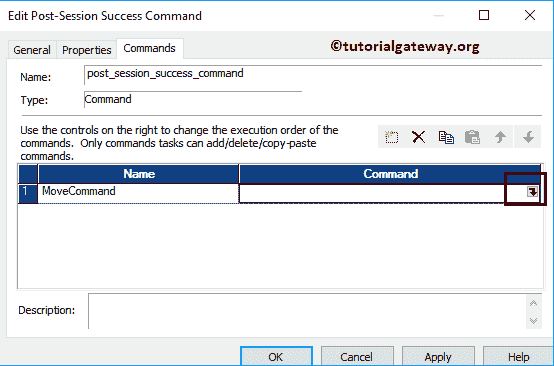 Edit Post-Session Success Command
General Properties Commands
©tutorialgateway.org
Name: post_session_success_command
Type: Command
Use the controls on the right to change the execution order of the
commands. Only commands tasks can add/delete/copy-paste
commands.
Name Command
1 MoveCommand
Description:
OK Cancel Apply Help